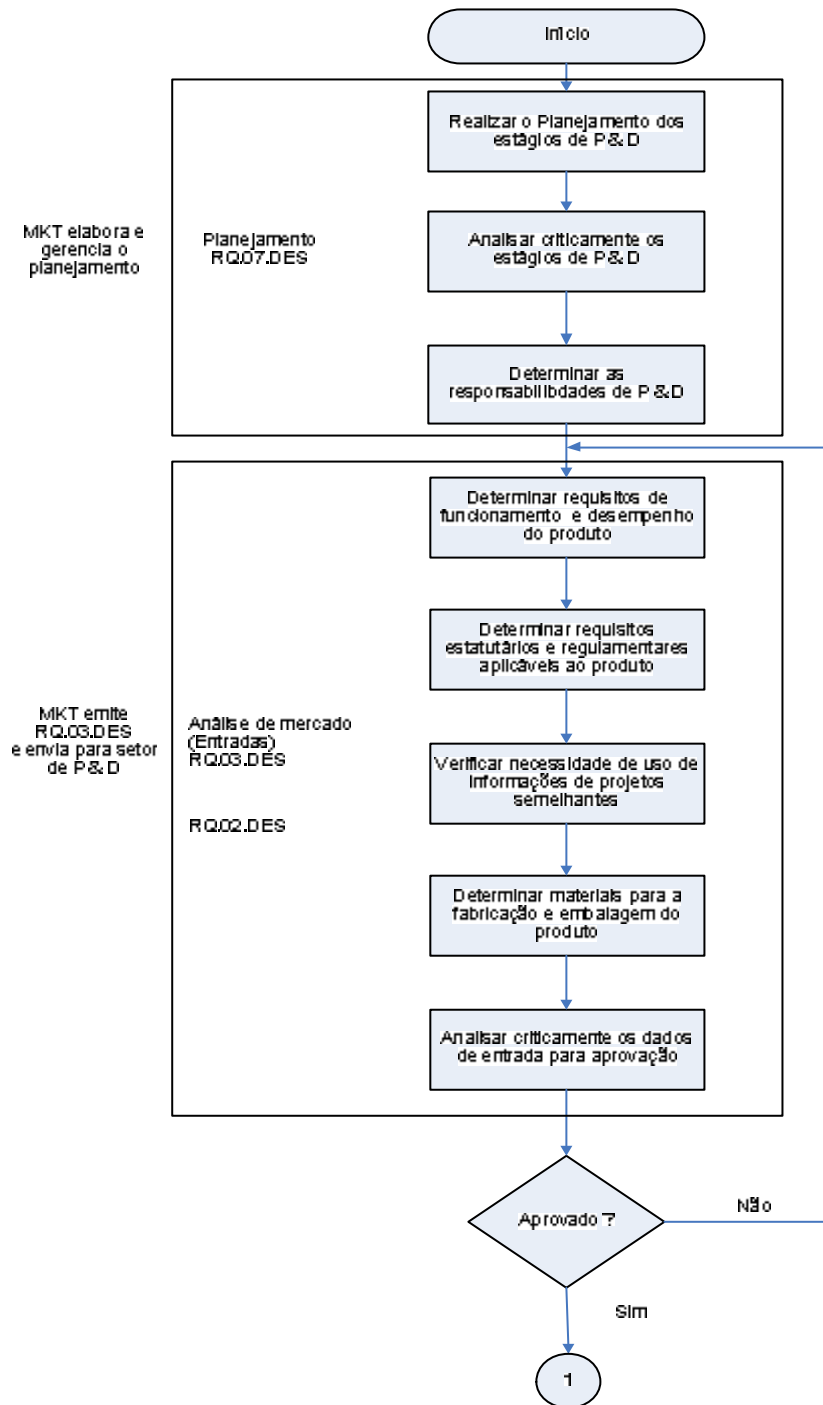 Início
Realizar o Planejamento dos
estágios de P&D
MKT elabora e
gerencia o
planejamento
Planejamento
RQ.07.DES
Analisar criticamente os
estágios de P&D
Determinar as
responsabilibdades de P &D
Determinar requisitos de
funcionamento e desempenho
do produto
Determinar requisitos
estatutários e regulamentares
aplicáveis ao produto
MKT emite
RQ.03.DES
e envia para setor
de P&D
Análise de mercado
(Entradas)
RQ.03.DES
RQ.02.DES
Verificar necessidade de uso de
informações de projetos
semelhantes
Determinar materiais para a
fabricação e embalagem do
produto
Analisar criticamente os dados
de entrada para aprovação
Aprovado ?
Não
Sim
1